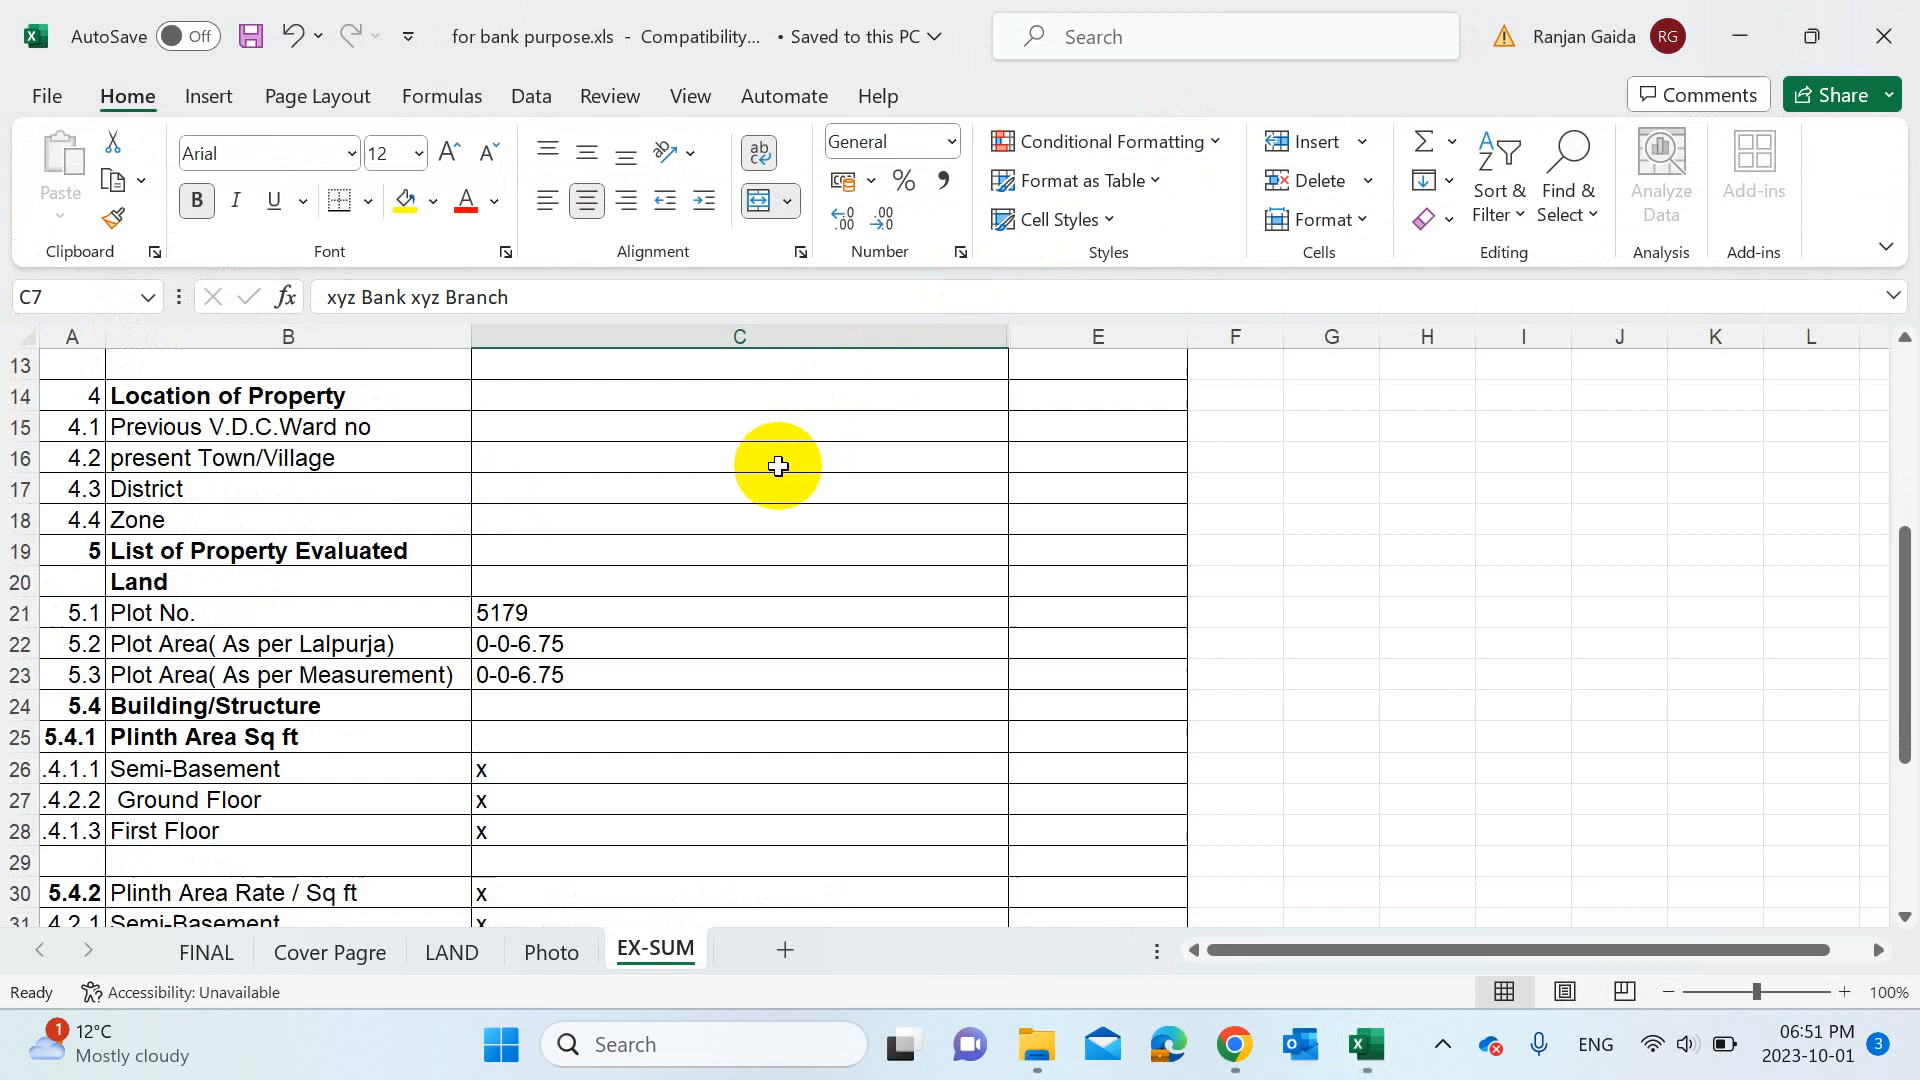 AutoSave Off for bank purpose.xls - Compatibility... • Saved to this PC Search Ranjan Gaida RG
File Home Insert Page Layout Formulas Data Review View Automate Help Comments Share
Paste Arial 12 General Conditional Formatting Format as Table Cell Styles Insert Delete Format Sort & Filter Find & Select Analyze Data Add-ins
Clipboard Font Alignment Number Styles Cells Editing Analysis Add-ins
C7 fx xyz Bank xyz Branch
A B C E F G H I J K L
13
14 4 Location of Property
15 4.1 Previous V.D.C.Ward no
16 4.2 present Town/Village
17 4.3 District
18 4.4 Zone
19 5 List of Property Evaluated
20 Land
21 5.1 Plot No. 5179
22 5.2 Plot Area( As per Lalpurja) 0-0-6.75
23 5.3 Plot Area( As per Measurement) 0-0-6.75
24 5.4 Building/Structure
25 5.4.1 Plinth Area Sq ft
26 .4.1.1 Semi-Basement x
27 .4.2.2 Ground Floor x
28 .4.1.3 First Floor x
29
30 5.4.2 Plinth Area Rate / Sq ft x
31 4.2.1 Semi-Basement x
FINAL Cover Pagre LAND Photo EX-SUM
Ready Accessibility: Unavailable 100%
1 12°C Search ENG 06:51 PM
Mostly cloudy 2023-10-01 3